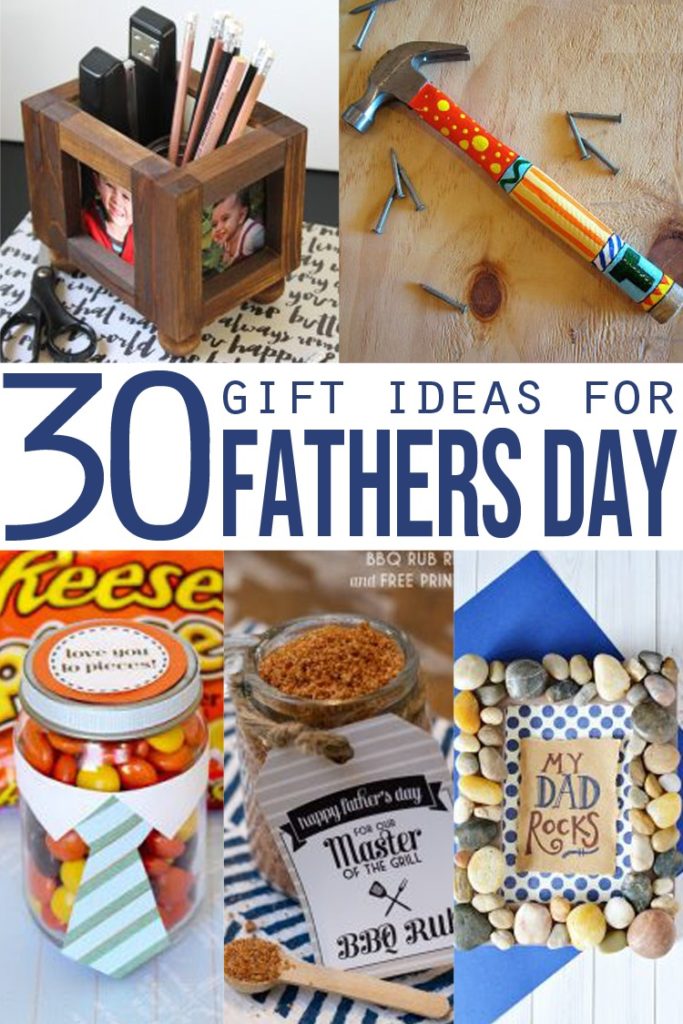 30 GIFT IDEAS FOR
FATHERS DAY
Reese's
love you
to pieces!
BBQ RUB
and FREE PRIN
happy father's day
FOR OUR
Master
OF THE GRILL
BBQ RUB
MY
DAD
ROCKS